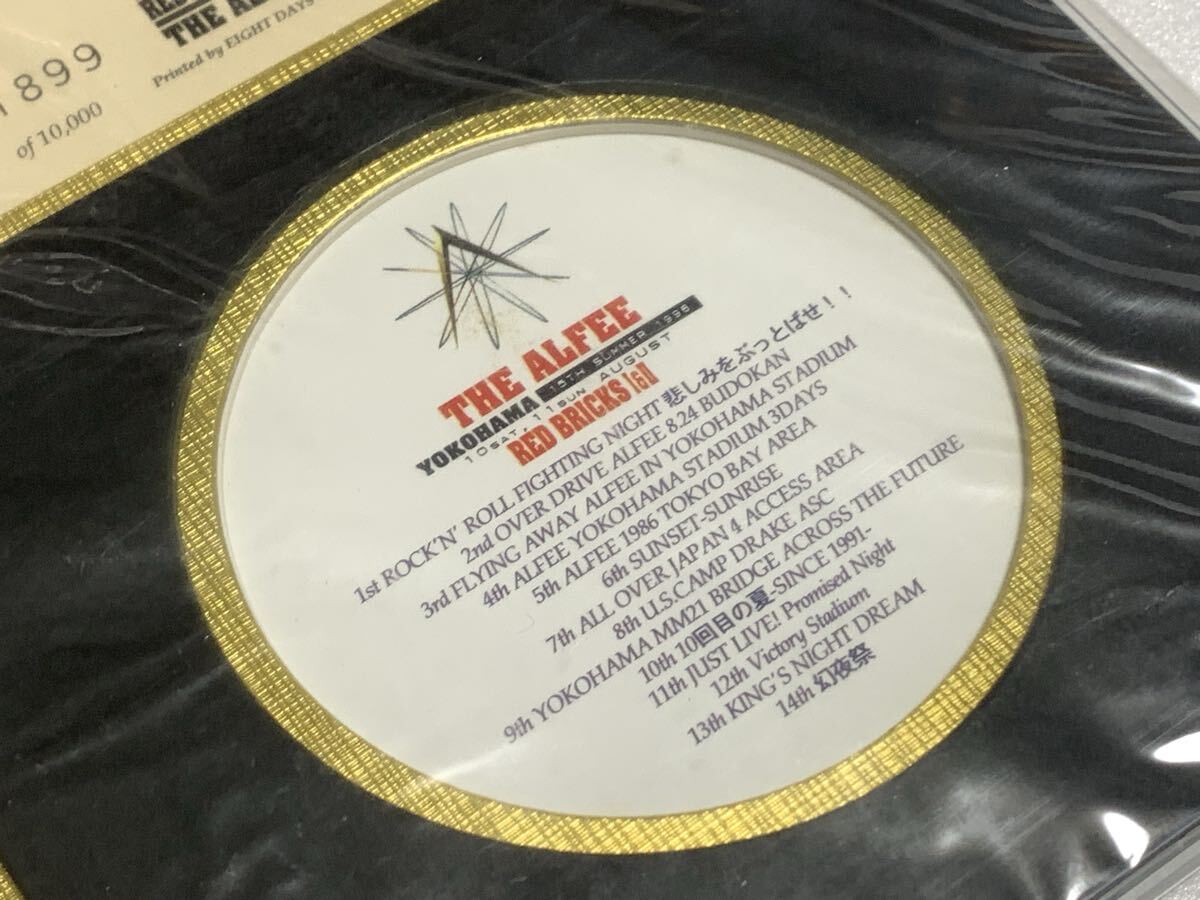 THE AL
Printed by EIGHT DAYS
1899
of 10,000
THE ALFEE
YOKOHAMA 15TH SUMMER 1996
10SAT, 11SUN AUGUST
RED BRICKS
1st ROCK'N' ROLL FIGHTING NIGHT 悲しみをぶっとばせ!!
2nd OVER DRIVE ALFEE 8.24 BUDOKAN
3rd FLYING AWAY ALFEE IN YOKOHAMA STADIUM
4th ALFEE YOKOHAMA STADIUM 3DAYS
5th ALFEE 1986 TOKYO BAY AREA
6th SUNSET-SUNRISE
7th ALL OVER JAPAN 4 ACCESS AREA
8th U.S.CAMP DRAKE ASC
9th YOKOHAMA MM21 BRIDGE ACROSS THE FUTURE
10th 10回目の夏-SINCE 1991-
11th JUST LIVE! Promised Night
12th Victory Stadium
13th KING'S NIGHT DREAM
14th 幻夜祭